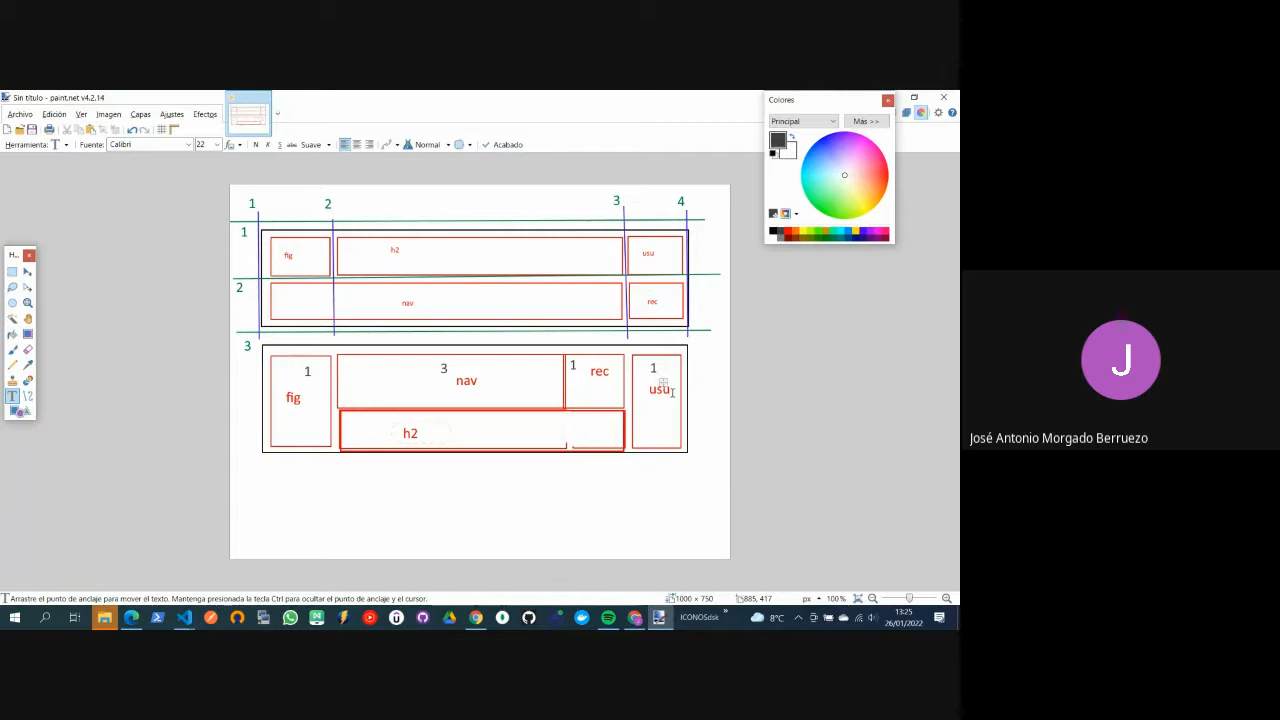 Sin título - paint.net v4.2.14
Archivo Edición Ver Imagen Capas Ajustes Efectos
Herramienta: T Fuente: Calibri 22 N K S Suave Normal Acabado
Colores
Principal Más >>
H...
1 2 3 4
1
fig h2 usu
2
nav rec
3
1 3 1 1
fig nav rec usu
h2
J
José Antonio Morgado Berruezo
Arrastre el punto de anclaje para mover el texto. Mantenga presionada la tecla Ctrl para ocultar el punto de anclaje y el cursor.
1000 × 750 885, 417 px 100%
ICONOSdsk 8°C
13:25
26/01/2022